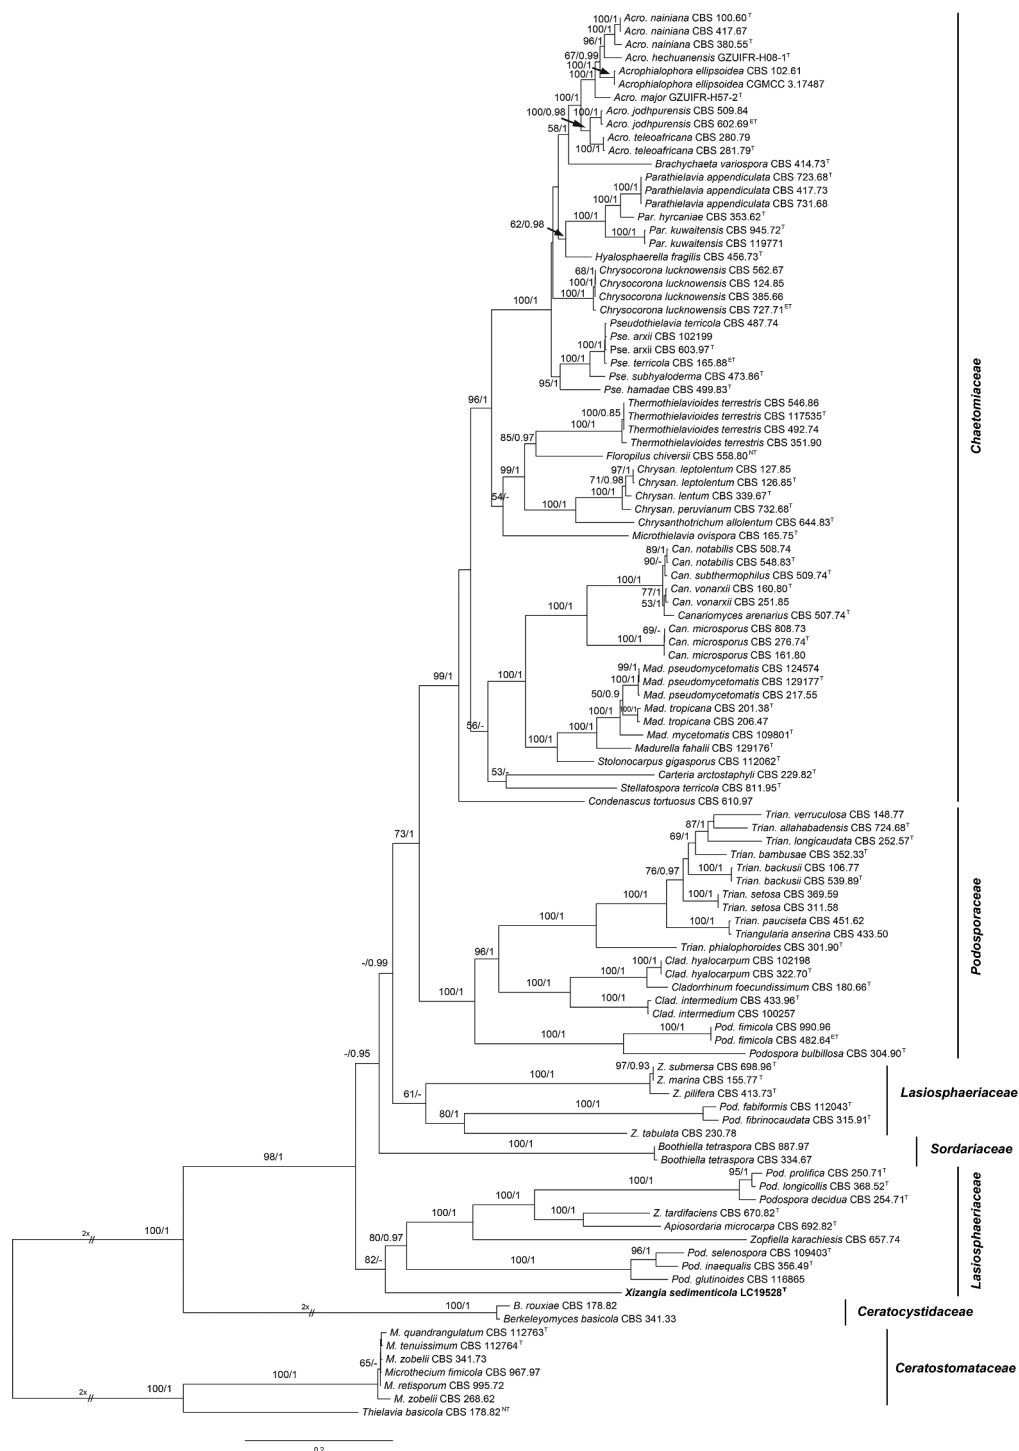 100/1 Acro. nainiana CBS 100.60T
100/1 Acro. nainiana CBS 417.67
96/1 Acro. nainiana CBS 380.55T
67/0.99 Acro. hechuanensis GZUIFR-H08-1T
100/1 Acrophialophora ellipsoidea CBS 102.61
100/1 Acrophialophora ellipsoidea CGMCC 3.17487
100/1 Acro. major GZUIFR-H57-2T
100/0.98 100/1 Acro. jodhpurensis CBS 509.84
Acro. jodhpurensis CBS 602.69ET
58/1 Acro. teleoafricana CBS 280.79
100/1 Acro. teleoafricana CBS 281.79T
Brachychaeta variospora CBS 414.73T
Parathielavia appendiculata CBS 723.68T
100/1 Parathielavia appendiculata CBS 417.73
100/1 Parathielavia appendiculata CBS 731.68
100/1 Par. hyrcaniae CBS 353.62T
62/0.98 100/1 Par. kuwaitensis CBS 945.72T
Par. kuwaitensis CBS 119771
Hyalosphaerella fragilis CBS 456.73T
68/1 Chrysocorona lucknowensis CBS 562.67
100/1 Chrysocorona lucknowensis CBS 124.85
100/1 Chrysocorona lucknowensis CBS 385.66
100/1 Chrysocorona lucknowensis CBS 727.71ET
Pseudothielavia terricola CBS 487.74
Pse. arxii CBS 102199
100/1 Pse. arxii CBS 603.97T
100/1 Pse. terricola CBS 165.88ET
Pse. subhyaloderma CBS 473.86T
95/1 Pse. hamadae CBS 499.83T
Chaetomiaceae
96/1 Thermothielavioides terrestris CBS 546.86
100/0.85 Thermothielavioides terrestris CBS 117535T
100/1 Thermothielavioides terrestris CBS 492.74
85/0.97 Thermothielavioides terrestris CBS 351.90
Floropilus chiversii CBS 558.80NT
99/1 97/1 Chrysan. leptolentum CBS 127.85
71/0.98 Chrysan. leptolentum CBS 126.85T
54/- 100/1 Chrysan. lentum CBS 339.67T
100/1 Chrysan. peruvianum CBS 732.68T
Chrysanthotrichum allolentum CBS 644.83T
Microthielavia ovispora CBS 165.75T
89/1 Can. notabilis CBS 508.74
90/- Can. notabilis CBS 548.83T
100/1 Can. subthermophilus CBS 509.74T
77/1 Can. vonarxii CBS 160.80T
53/1 Can. vonarxii CBS 251.85
100/1 Canariomyces arenarius CBS 507.74T
69/- Can. microsporus CBS 808.73
100/1 Can. microsporus CBS 276.74T
Can. microsporus CBS 161.80
99/1 99/1 Mad. pseudomycetomatis CBS 124574
100/1 100/1 Mad. pseudomycetomatis CBS 129177T
50/0.9 Mad. pseudomycetomatis CBS 217.55
100/1 100/1 Mad. tropicana CBS 201.38T
56/- 100/1 Mad. tropicana CBS 206.47
100/1 Mad. mycetomatis CBS 109801T
Madurella fahalii CBS 129176T
Stolonocarpus gigasporus CBS 112062T
53/- Carteria arctostaphyli CBS 229.82T
Stellatospora terricola CBS 811.95T
Condenascus tortuosus CBS 610.97
73/1 Trian. verruculosa CBS 148.77
87/1 Trian. allahabadensis CBS 724.68T
69/1 Trian. longicaudata CBS 252.57T
Trian. bambusae CBS 352.33T
76/0.97 100/1 Trian. backusii CBS 106.77
Trian. backusii CBS 539.89T
100/1 100/1 Trian. setosa CBS 369.59
Trian. setosa CBS 311.58
100/1 100/1 Trian. pauciseta CBS 451.62
Triangularia anserina CBS 433.50
Podosporaceae
96/1 Trian. phialophoroides CBS 301.90T
-/0.99 100/1 Clad. hyalocarpum CBS 102198
100/1 Clad. hyalocarpum CBS 322.70T
Cladorrhinum foecundissimum CBS 180.66T
100/1 100/1 Clad. intermedium CBS 433.96T
Clad. intermedium CBS 100257
100/1 100/1 Pod. fimicola CBS 990.96
Pod. fimicola CBS 482.64ET
-/0.95 Podospora bulbillosa CBS 304.90T
97/0.93 Z. submersa CBS 698.96T
100/1 Z. marina CBS 155.77T
61/- Z. pilifera CBS 413.73T
Lasiosphaeriaceae
100/1 Pod. fabiformis CBS 112043T
80/1 Pod. fibrinocaudata CBS 315.91T
Z. tabulata CBS 230.78
100/1 Boothiella tetraspora CBS 887.97
Sordariaceae
98/1 Boothiella tetraspora CBS 334.67
95/1 Pod. prolifica CBS 250.71T
100/1 Pod. longicollis CBS 368.52T
100/1 Podospora decidua CBS 254.71T
100/1 100/1 Z. tardifaciens CBS 670.82T
Apiosordaria microcarpa CBS 692.82T
2x 100/1 80/0.97 Zopfiella karachiesis CBS 657.74
96/1 Pod. selenospora CBS 109403T
82/- 100/1 Pod. inaequalis CBS 356.49T
Pod. glutinoides CBS 116865
Xizangia sedimenticola LC19528T
Lasiosphaeriaceae
2x 100/1 B. rouxiae CBS 178.82
Berkeleyomyces basicola CBS 341.33
Ceratocystidaceae
M. quandrangulatum CBS 112763T
M. tenuissimum CBS 112764T
65/- M. zobelii CBS 341.73
Microthecium fimicola CBS 967.97
Ceratostomataceae
2x 100/1 100/1 M. retisporum CBS 995.72
M. zobelii CBS 268.62
Thielavia basicola CBS 178.82NT
0.2